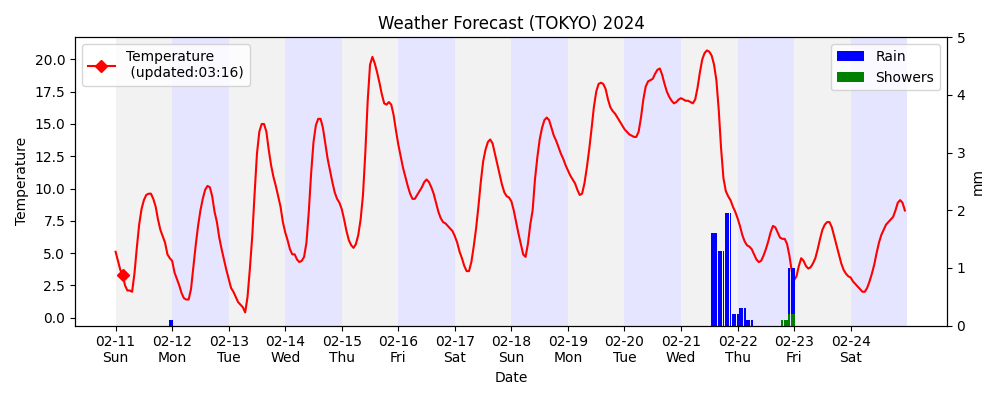 Weather Forecast (TOKYO) 2024
Temperature
(updated:03:16)
Rain
Showers
Temperature
20.0
17.5
15.0
12.5
10.0
7.5
5.0
2.5
0.0
5
4
3
2
1
0
mm
02-11 02-12 02-13 02-14 02-15 02-16 02-17 02-18 02-19 02-20 02-21 02-22 02-23 02-24
Sun Mon Tue Wed Thu Fri Sat Sun Mon Tue Wed Thu Fri Sat
Date